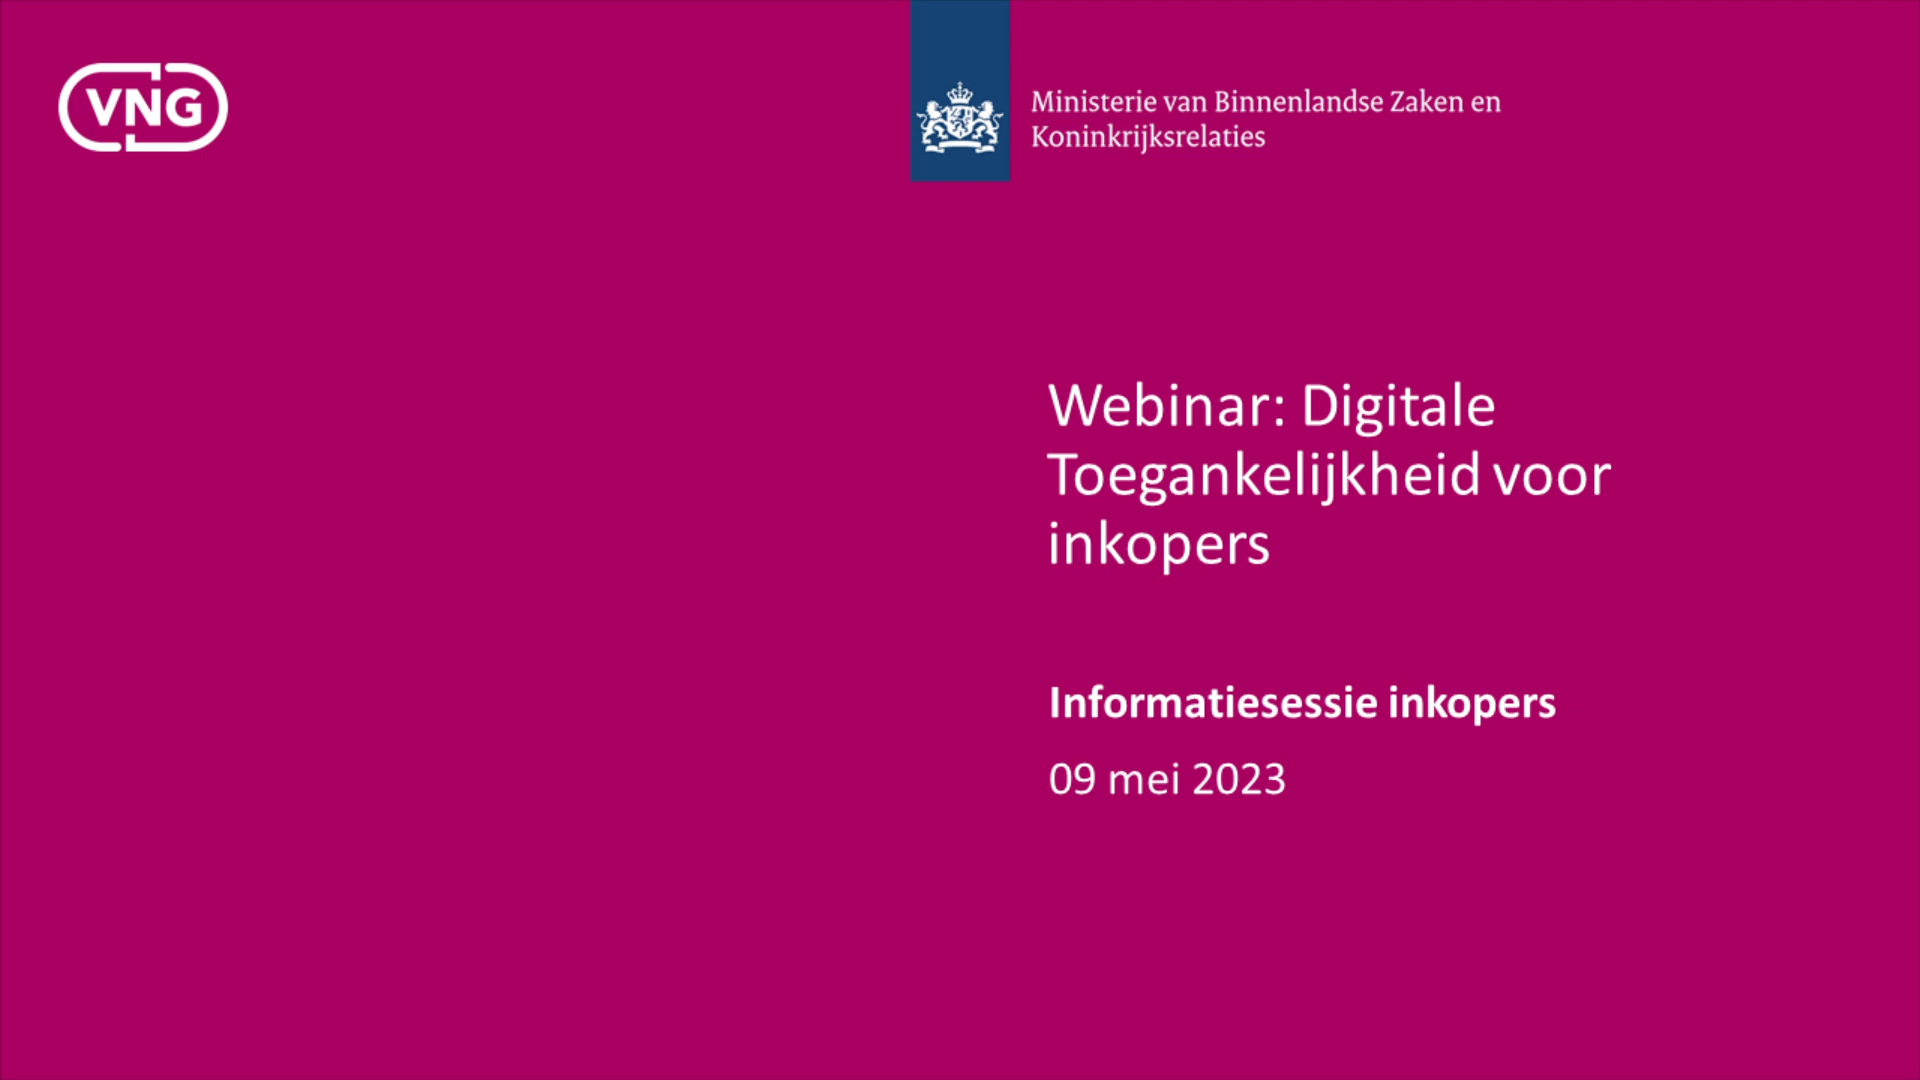 VNG
Ministerie van Binnenlandse Zaken en
Koninkrijksrelaties
Webinar: Digitale
Toegankelijkheid voor
inkopers
Informatiesessie inkopers
09 mei 2023